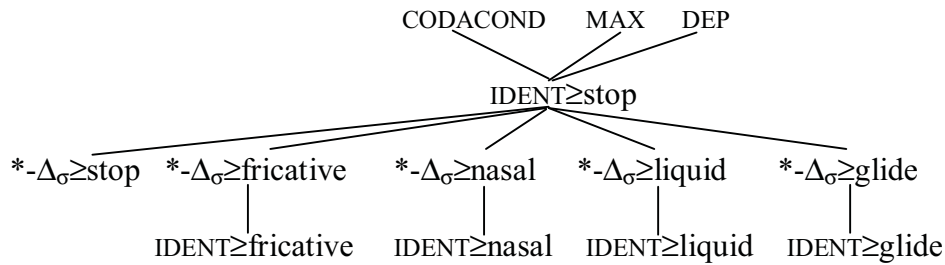 CODACOND MAX DEP
IDENT≥stop
*-Δσ≥stop *-Δσ≥fricative *-Δσ≥nasal *-Δσ≥liquid *-Δσ≥glide
IDENT≥fricative IDENT≥nasal IDENT≥liquid IDENT≥glide